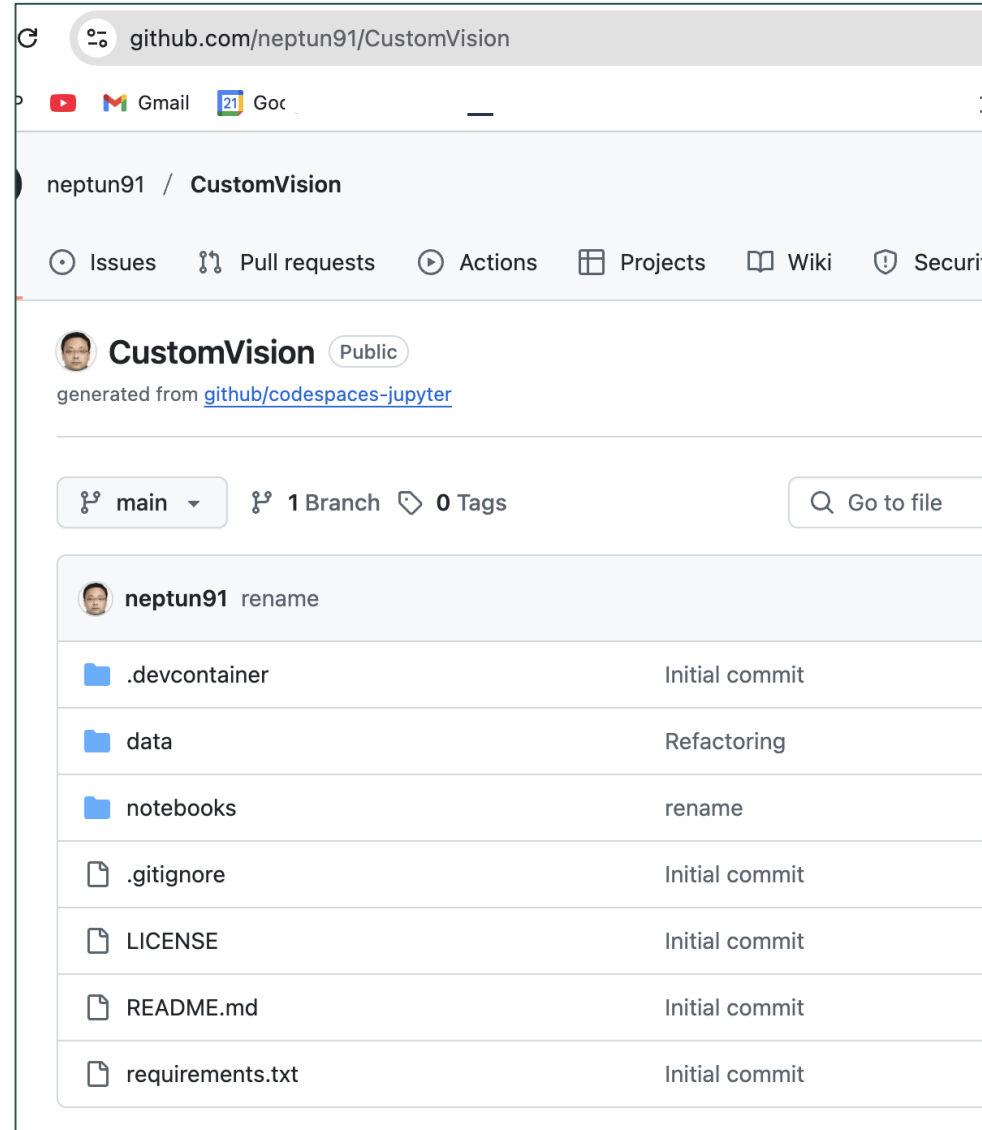 github.com/neptun91/CustomVision
Gmail 21
neptun91 / CustomVision
Issues Pull requests Actions Projects Wiki
CustomVision Public
generated from github/codespaces-jupyter
main 1 Branch 0 Tags Go to file
neptun91 rename
.devcontainer Initial commit
data Refactoring
notebooks rename
.gitignore Initial commit
LICENSE Initial commit
README.md Initial commit
requirements.txt Initial commit